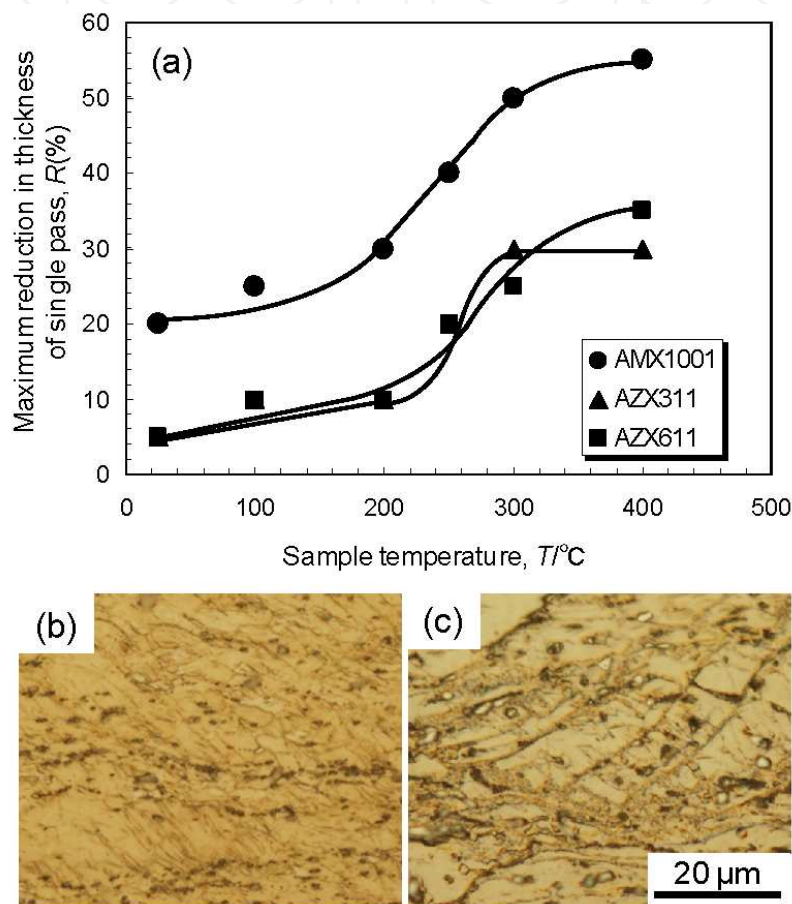 (a)
Maximum reduction in thickness
of single pass, R(%)
60
50
40
30
20
10
0
AMX1001
AZX311
AZX611
0 100 200 300 400 500
Sample temperature, T/°C
(b)
(c)
20 µm